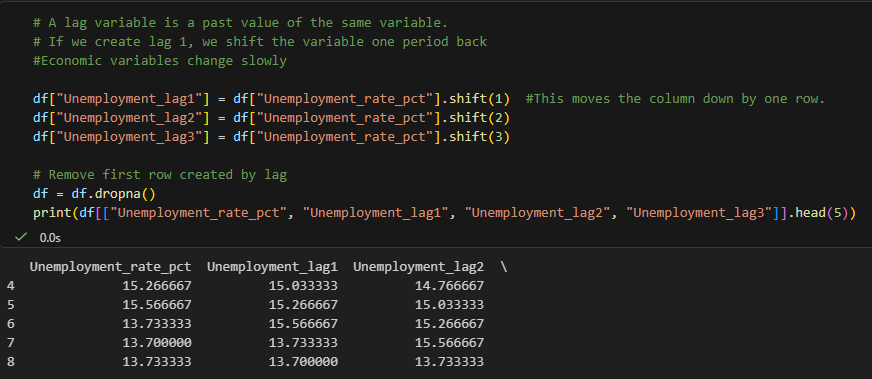 # A lag variable is a past value of the same variable.
# If we create lag 1, we shift the variable one period back
#Economic variables change slowly
df["Unemployment_lag1"] = df["Unemployment_rate_pct"].shift(1)  #This moves the column down by one row.
df["Unemployment_lag2"] = df["Unemployment_rate_pct"].shift(2)
df["Unemployment_lag3"] = df["Unemployment_rate_pct"].shift(3)
# Remove first row created by lag
df = df.dropna()
print(df[["Unemployment_rate_pct", "Unemployment_lag1", "Unemployment_lag2", "Unemployment_lag3"]].head(5))
✓ 0.0s
Unemployment_rate_pct  Unemployment_lag1  Unemployment_lag2  \
4 15.266667 15.033333 14.766667
5 15.566667 15.266667 15.033333
6 13.733333 15.566667 15.266667
7 13.700000 13.733333 15.566667
8 13.733333 13.700000 13.733333